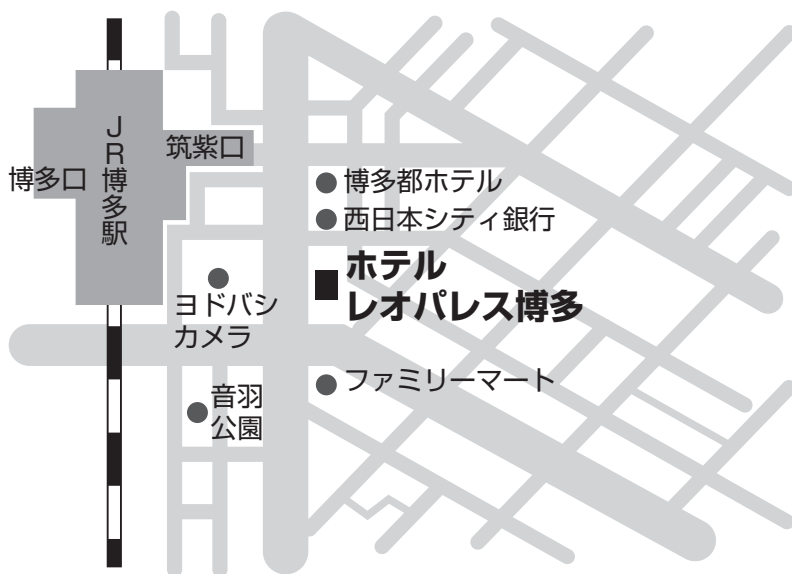 JR博多駅
博多口
筑紫口
博多都ホテル
西日本シティ銀行
ホテル
レオパレス博多
ヨドバシ
カメラ
ファミリーマート
音羽
公園